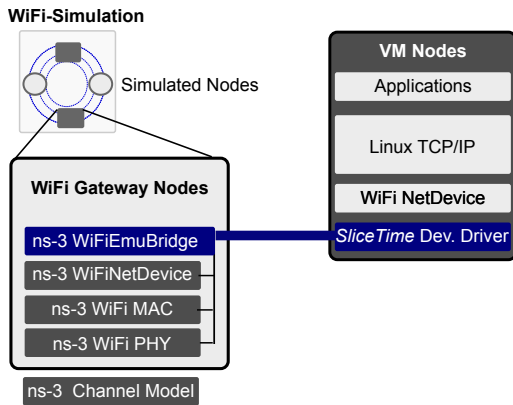 WiFi-Simulation
Simulated Nodes
WiFi Gateway Nodes
ns-3 WiFiEmuBridge
ns-3 WiFiNetDevice
ns-3 WiFi MAC
ns-3 WiFi PHY
ns-3 Channel Model
VM Nodes
Applications
Linux TCP/IP
WiFi NetDevice
SliceTime Dev. Driver